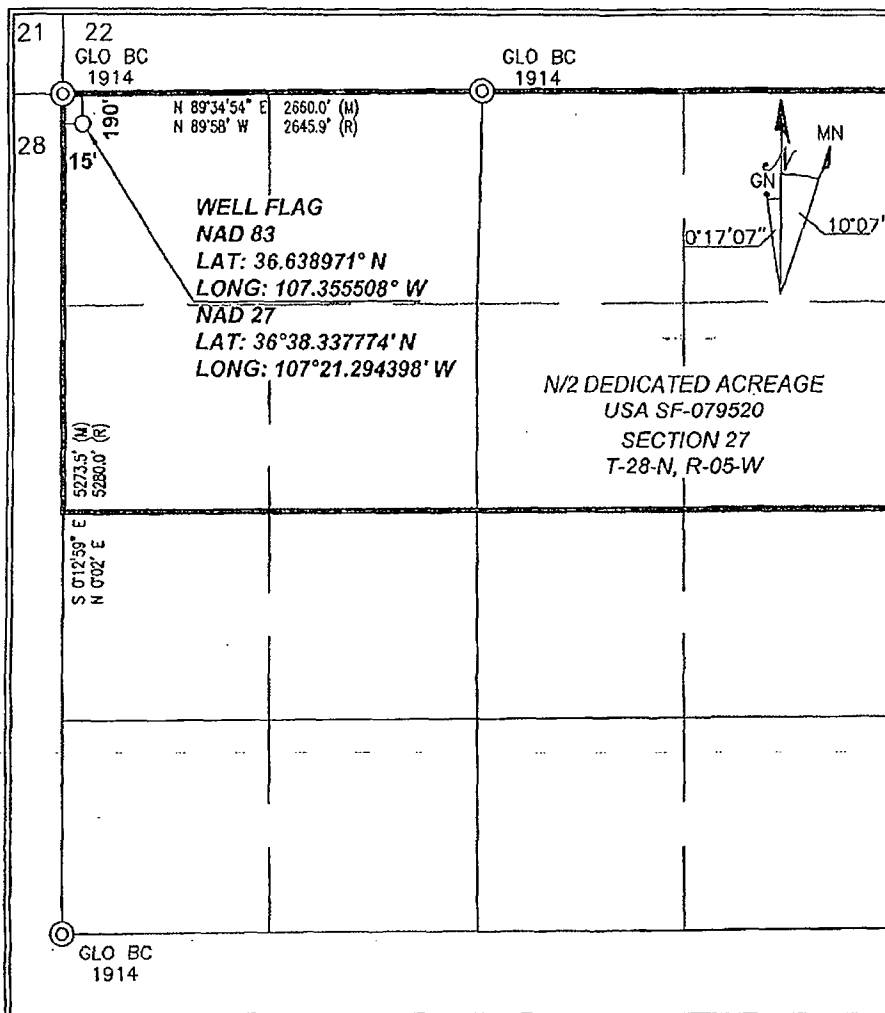 21 22
GLO BC
1914
GLO BC
1914
N 89°34'54" E 2660.0' (M)
N 89°58' W 2645.9' (R)
190'
28
15'
MN
N
GN
0°17'07"
10°07'
WELL FLAG
NAD 83
LAT: 36.638971° N
LONG: 107.355508° W
NAD 27
LAT: 36°38.337774' N
LONG: 107°21.294398' W
N/2 DEDICATED ACREAGE
USA SF-079520
SECTION 27
T-28-N, R-05-W
S 0°12'59" E 5273.5' (M)
N 0°02' E 5280.0' (R)
GLO BC
1914